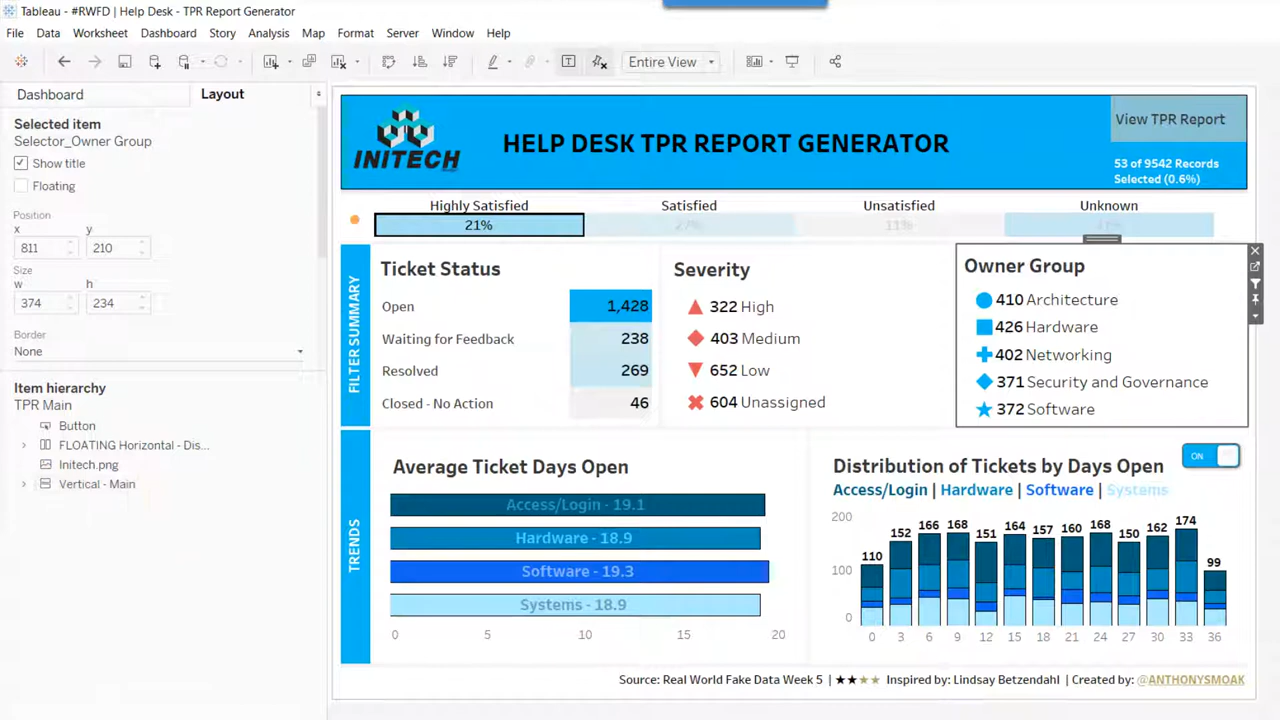 Tableau - #RWFD | Help Desk - TPR Report Generator
File Data Worksheet Dashboard Story Analysis Map Format Server Window Help
Entire View
Dashboard Layout
Selected item
Selector_Owner Group
Show title
Floating
Position
x y
811 210
Size
w h
374 234
Border
None
Item hierarchy
TPR Main
Button
FLOATING Horizontal - Dis...
Initech.png
Vertical - Main
INITECH
HELP DESK TPR REPORT GENERATOR
View TPR Report
53 of 9542 Records
Selected (0.6%)
Highly Satisfied Satisfied Unsatisfied Unknown
21% 27% 11%
FILTER SUMMARY
Ticket Status
Open 1,428
Waiting for Feedback 238
Resolved 269
Closed - No Action 46
Severity
322 High
403 Medium
652 Low
604 Unassigned
Owner Group
410 Architecture
426 Hardware
402 Networking
371 Security and Governance
372 Software
TRENDS
Average Ticket Days Open
Access/Login - 19.1
Hardware - 18.9
Software - 19.3
Systems - 18.9
0 5 10 15 20
ON
Distribution of Tickets by Days Open
Access/Login | Hardware | Software | Systems
200
100
0
110 152 166 168 151 164 157 160 168 150 162 174 99
0 3 6 9 12 15 18 21 24 27 30 33 36
Source: Real World Fake Data Week 5 | ★★★★ Inspired by: Lindsay Betzendahl | Created by: @ANTHONYSMOAK